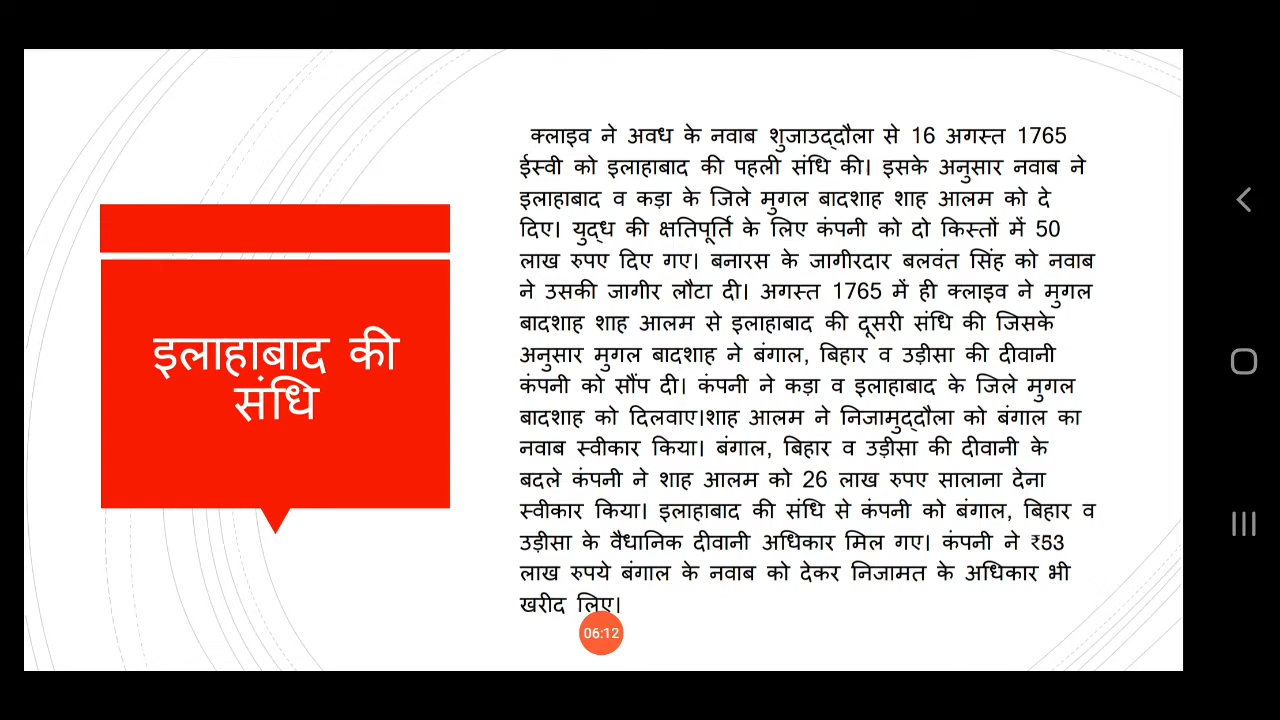 इलाहाबाद की
संधि
क्लाइव ने अवध के नवाब शुजाउद्दौला से 16 अगस्त 1765
ईस्वी को इलाहाबाद की पहली संधि की। इसके अनुसार नवाब ने
इलाहाबाद व कड़ा के जिले मुगल बादशाह शाह आलम को दे
दिए। युद्ध की क्षतिपूर्ति के लिए कंपनी को दो किस्तों में 50
लाख रुपए दिए गए। बनारस के जागीरदार बलवंत सिंह को नवाब
ने उसकी जागीर लौटा दी। अगस्त 1765 में ही क्लाइव ने मुगल
बादशाह शाह आलम से इलाहाबाद की दूसरी संधि की जिसके
अनुसार मुगल बादशाह ने बंगाल, बिहार व उड़ीसा की दीवानी
कंपनी को सौंप दी। कंपनी ने कड़ा व इलाहाबाद के जिले मुगल
बादशाह को दिलवाए।शाह आलम ने निजामुद्दौला को बंगाल का
नवाब स्वीकार किया। बंगाल, बिहार व उड़ीसा की दीवानी के
बदले कंपनी ने शाह आलम को 26 लाख रुपए सालाना देना
स्वीकार किया। इलाहाबाद की संधि से कंपनी को बंगाल, बिहार व
उड़ीसा के वैधानिक दीवानी अधिकार मिल गए। कंपनी ने ₹53
लाख रुपये बंगाल के नवाब को देकर निजामत के अधिकार भी
खरीद लिए।
06:12